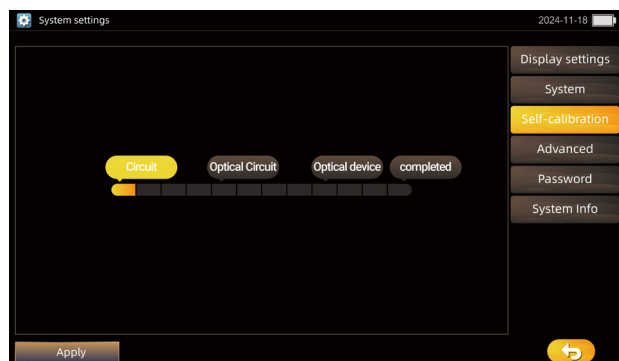 System settings
2024-11-18
Display settings
System
Self-calibration
Advanced
Password
System Info
Circuit
Optical Circuit
Optical device
completed
Apply